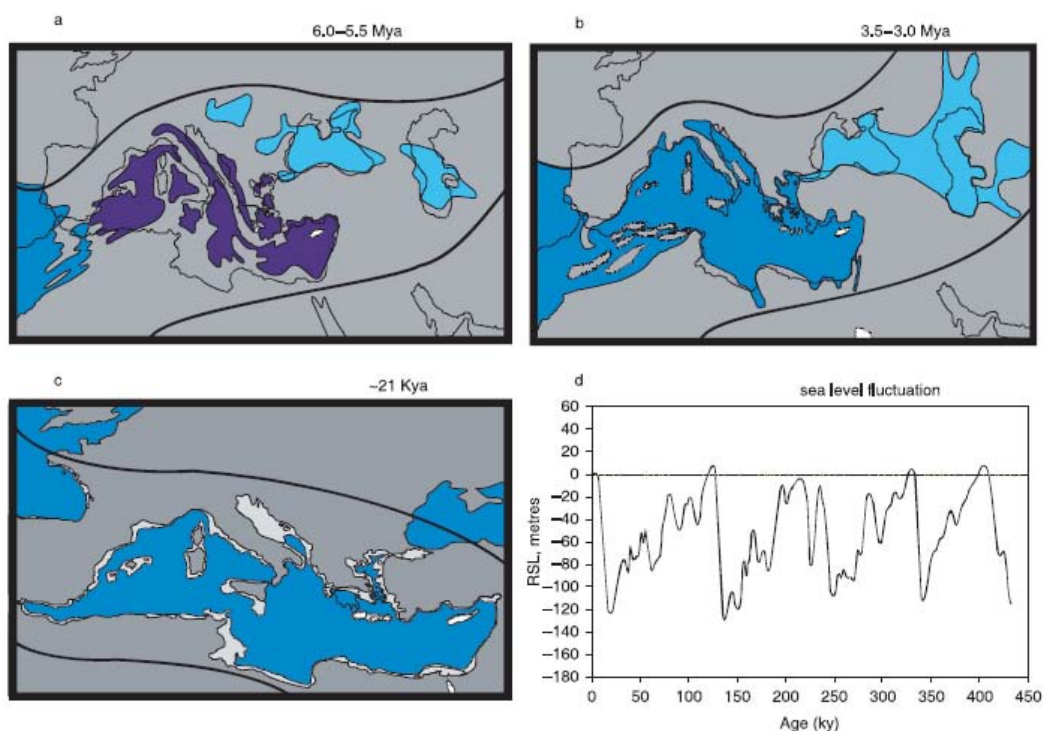 a
6.0–5.5 Mya
b
3.5–3.0 Mya
c
~21 Kya
d
sea level fluctuation
60
40
20
0
–20
–40
–60
–80
–100
–120
–140
–160
–180
RSL, metres
0 50 100 150 200 250 300 350 400 450
Age (ky)